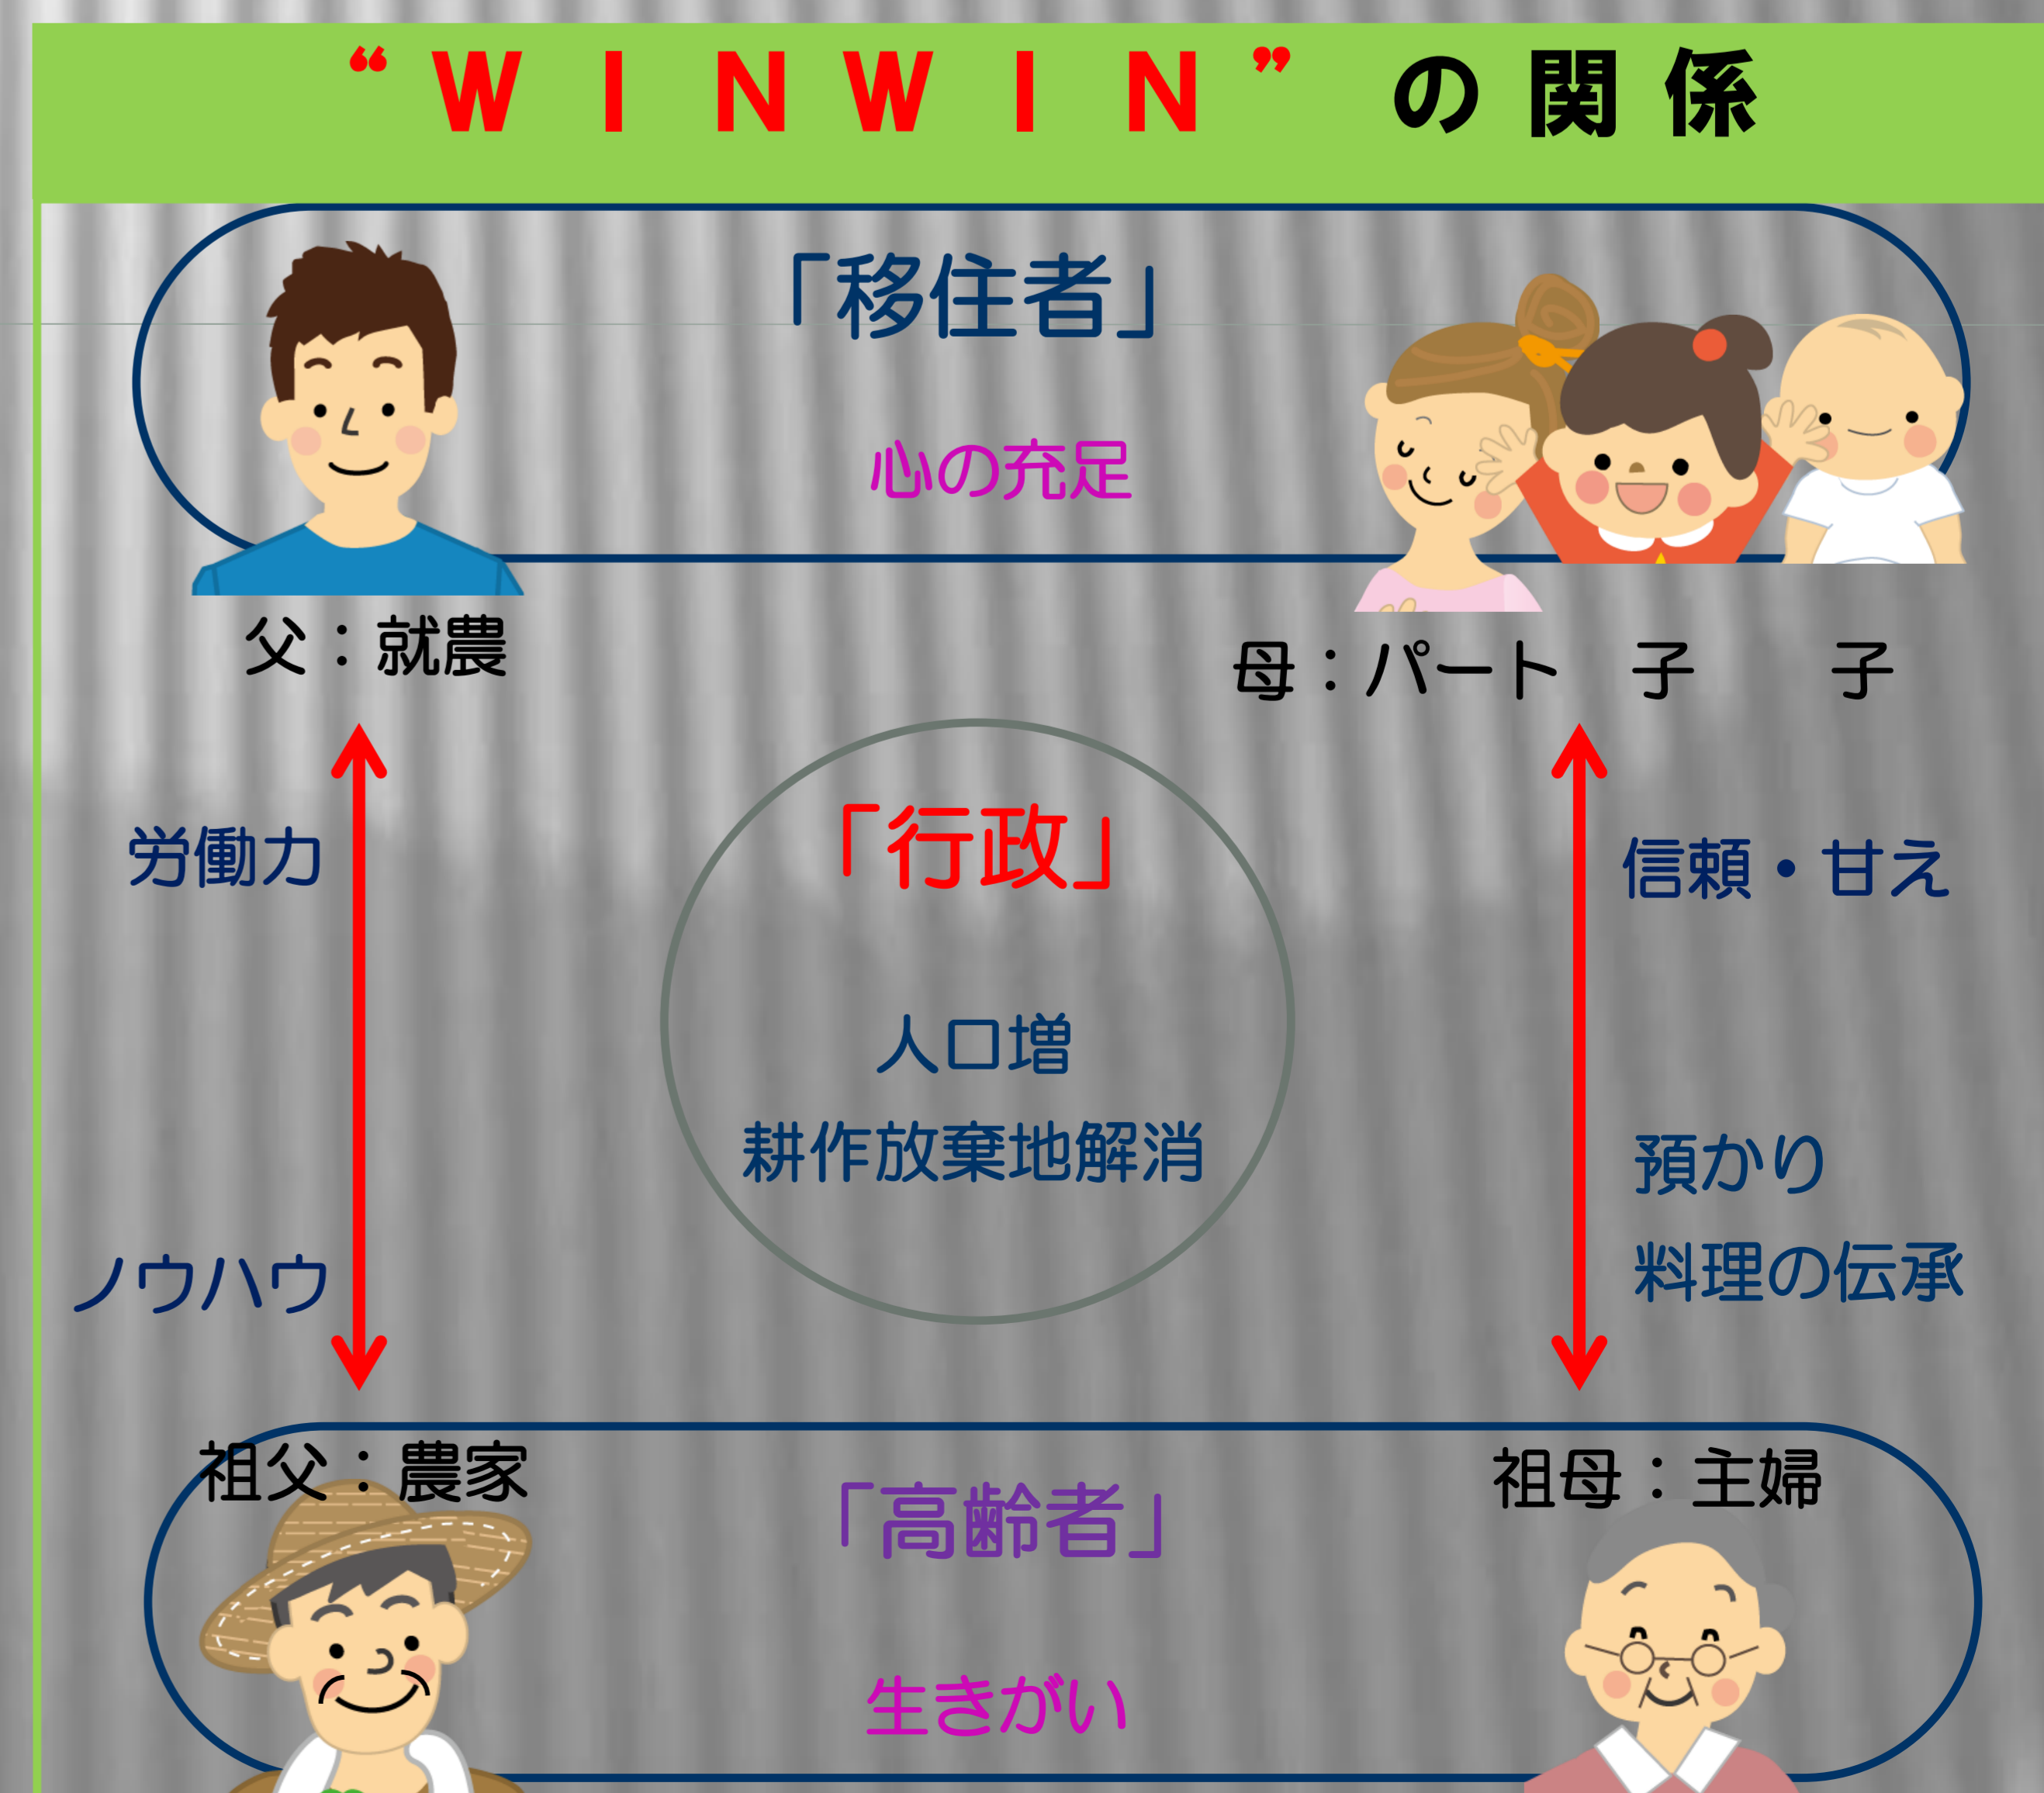 “ＷＩＮＷＩＮ”の関係
「移住者」
心の充足
父：就農
母：パート　子　　子
「行政」
労働力
信頼・甘え
人口増
耕作放棄地解消
預かり
料理の伝承
ノウハウ
祖父：農家
祖母：主婦
「高齢者」
生きがい